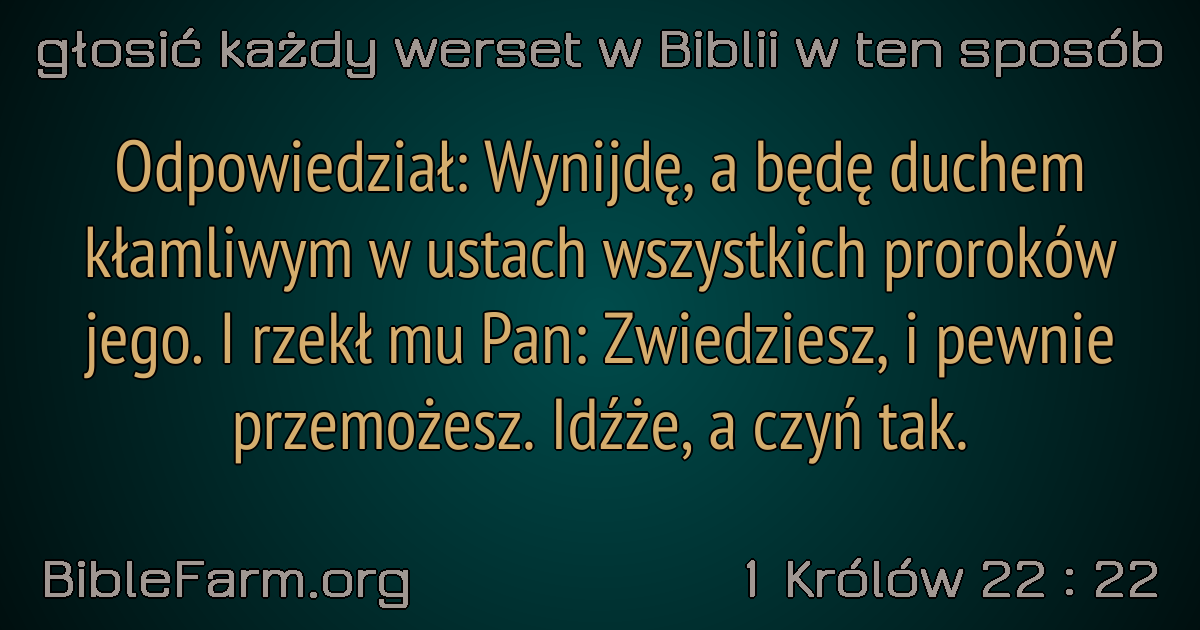 głosić każdy werset w Biblii w ten sposób
Odpowiedział: Wynijdę, a będę duchem
kłamliwym w ustach wszystkich proroków
jego. I rzekł mu Pan: Zwiedziesz, i pewnie
przemożesz. Idźże, a czyń tak.
BibleFarm.org
1 Królów 22 : 22